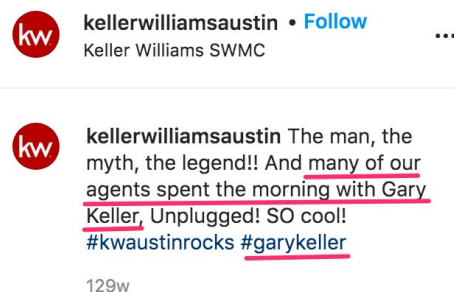 kw
kellerwilliamsaustin • Follow
...
Keller Williams SWMC
kw
kellerwilliamsaustin The man, the
myth, the legend!! And many of our
agents spent the morning with Gary
Keller, Unplugged! SO cool!
#kwaustinrocks #garykeller
129w